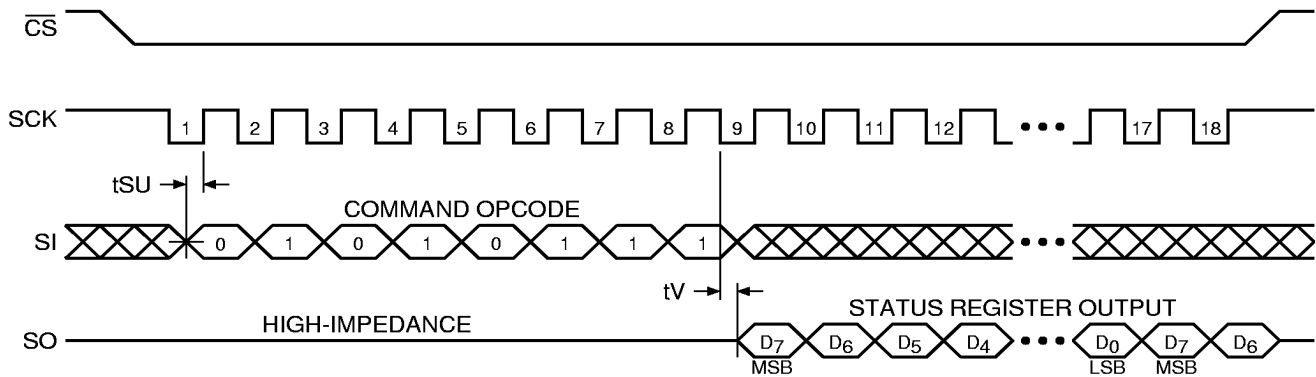 CS
SCK 1 2 3 4 5 6 7 8 9 10 11 12 17 18
tSU
COMMAND OPCODE
SI 0 1 0 1 0 1 1 1
tV
HIGH-IMPEDANCE STATUS REGISTER OUTPUT
SO D7 D6 D5 D4 D0 D7 D6
MSB LSB MSB